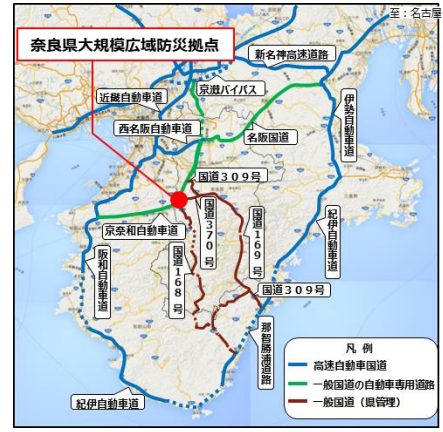 至：名古屋
奈良県大規模広域防災拠点
新名神高速道路
京滋バイパス
近畿自動車道
伊勢自動車道
西名阪自動車道
名阪国道
国道３０９号
国道３７０号
国道１６９号
紀伊自動車道
京奈和自動車道
国道１６８号
阪和自動車道
国道３０９号
那智勝浦道路
紀伊自動車道
凡 例
高速自動車国道
一般国道の自動車専用道路
一般国道（県管理）